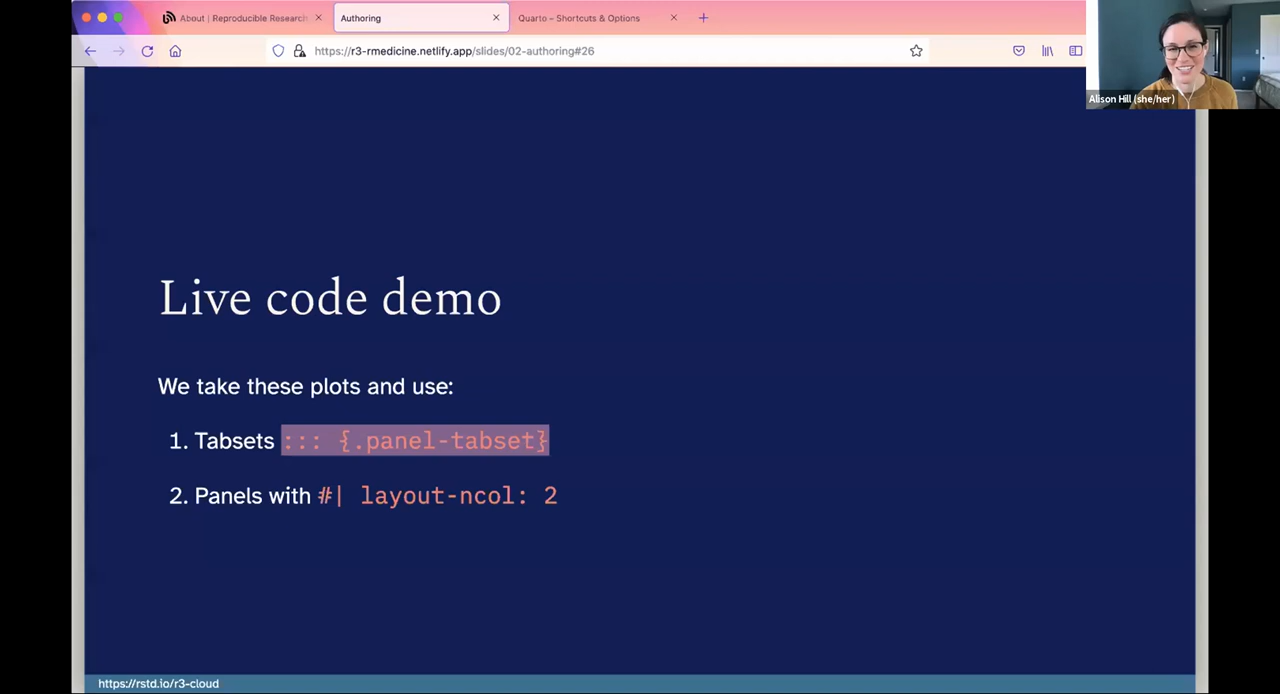 About | Reproducible Research
Authoring
Quarto – Shortcuts & Options
https://r3-rmedicine.netlify.app/slides/02-authoring#26
Alison Hill (she/her)
Live code demo
We take these plots and use:
1. Tabsets ::: {.panel-tabset}
2. Panels with #| layout-ncol: 2
https://rstd.io/r3-cloud